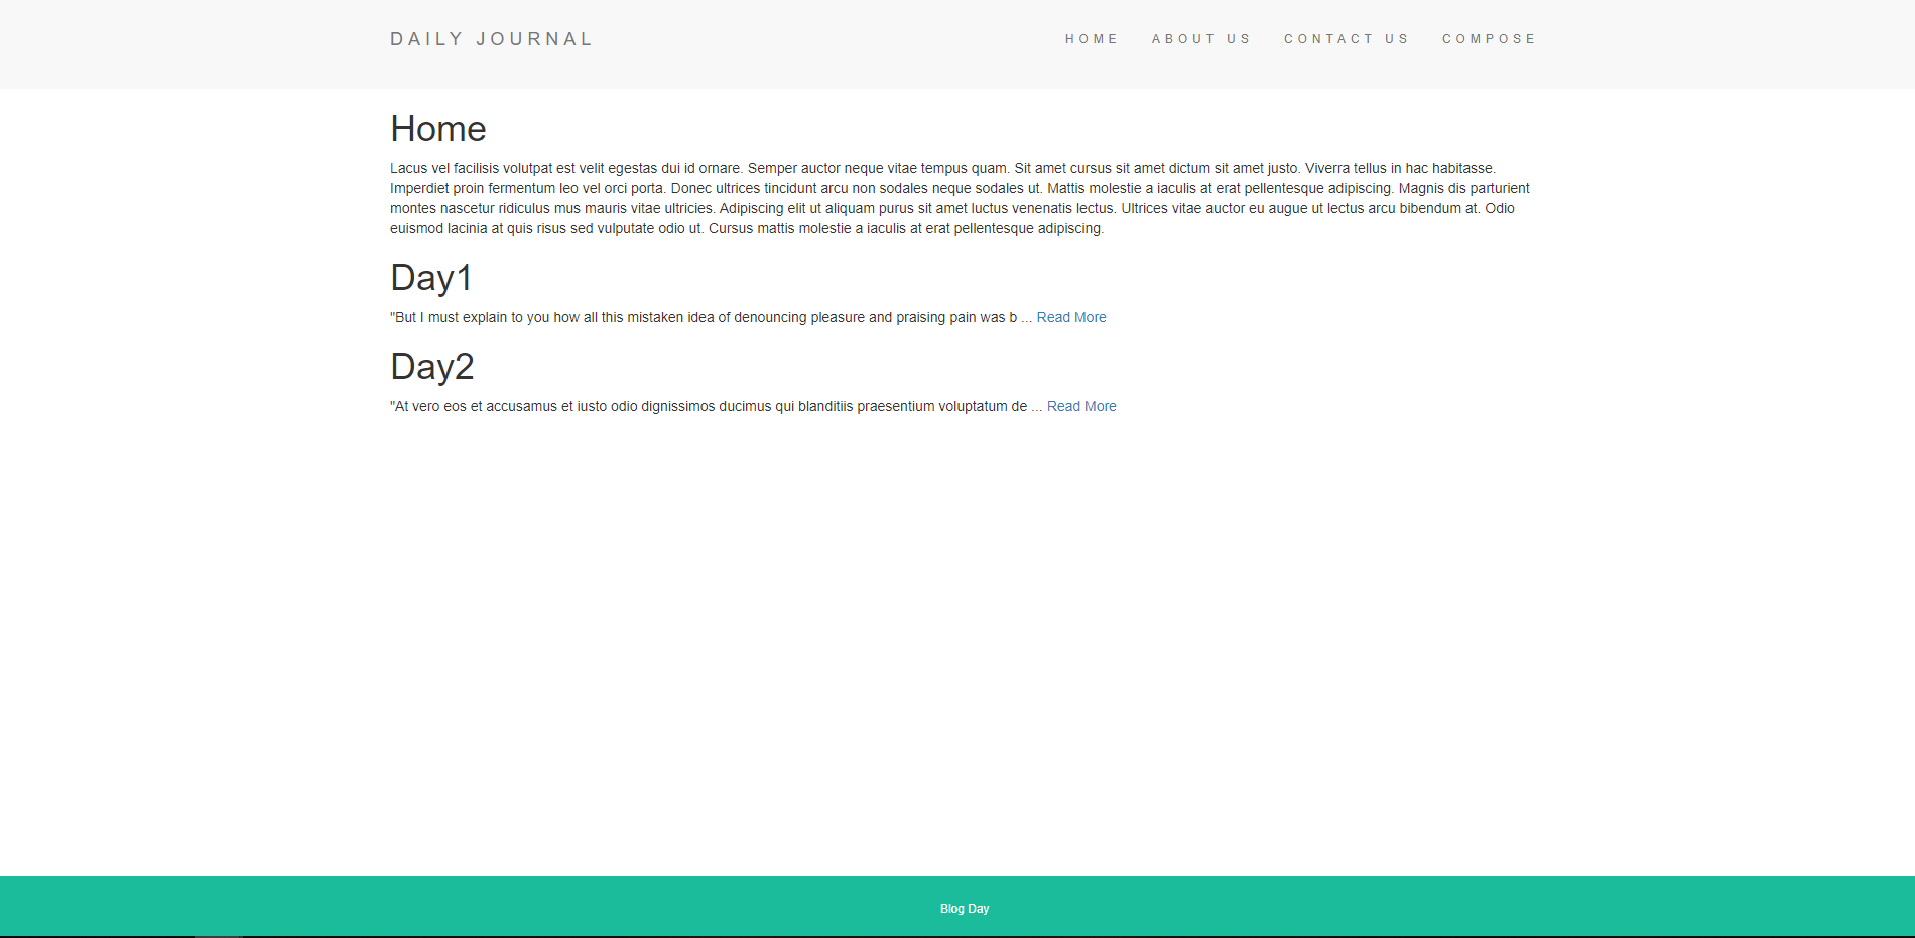 DAILY JOURNAL HOME ABOUT US CONTACT US COMPOSE
Home
Lacus vel facilisis volutpat est velit egestas dui id ornare. Semper auctor neque vitae tempus quam. Sit amet cursus sit amet dictum sit amet justo. Viverra tellus in hac habitasse.
Imperdiet proin fermentum leo vel orci porta. Donec ultrices tincidunt arcu non sodales neque sodales ut. Mattis molestie a iaculis at erat pellentesque adipiscing. Magnis dis parturient
montes nascetur ridiculus mus mauris vitae ultricies. Adipiscing elit ut aliquam purus sit amet luctus venenatis lectus. Ultrices vitae auctor eu augue ut lectus arcu bibendum at. Odio
euismod lacinia at quis risus sed vulputate odio ut. Cursus mattis molestie a iaculis at erat pellentesque adipiscing.
Day1
"But I must explain to you how all this mistaken idea of denouncing pleasure and praising pain was b ... Read More
Day2
"At vero eos et accusamus et iusto odio dignissimos ducimus qui blanditiis praesentium voluptatum de ... Read More
Blog Day